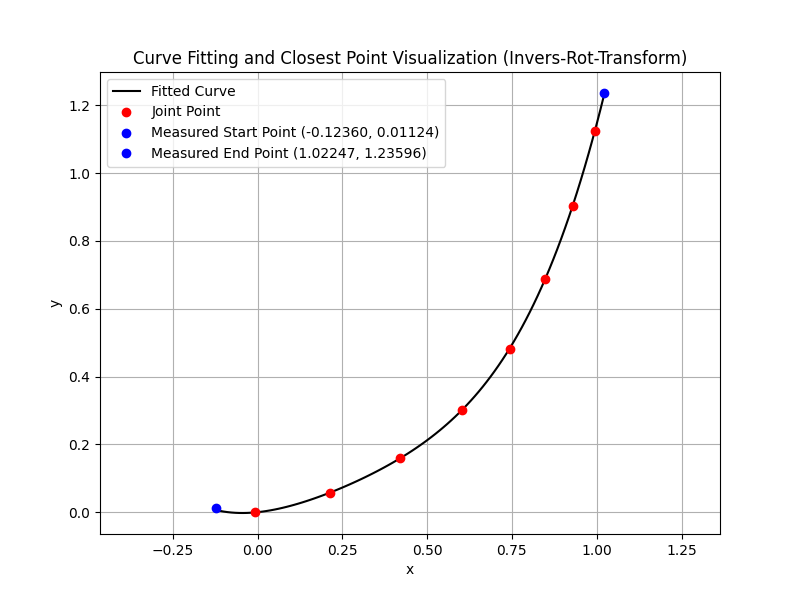 Curve Fitting and Closest Point Visualization (Invers-Rot-Transform)
Fitted Curve
Joint Point
Measured Start Point (-0.12360, 0.01124)
Measured End Point (1.02247, 1.23596)
1.2
1.0
0.8
0.6
0.4
0.2
0.0
y
−0.25 0.00 0.25 0.50 0.75 1.00 1.25
x